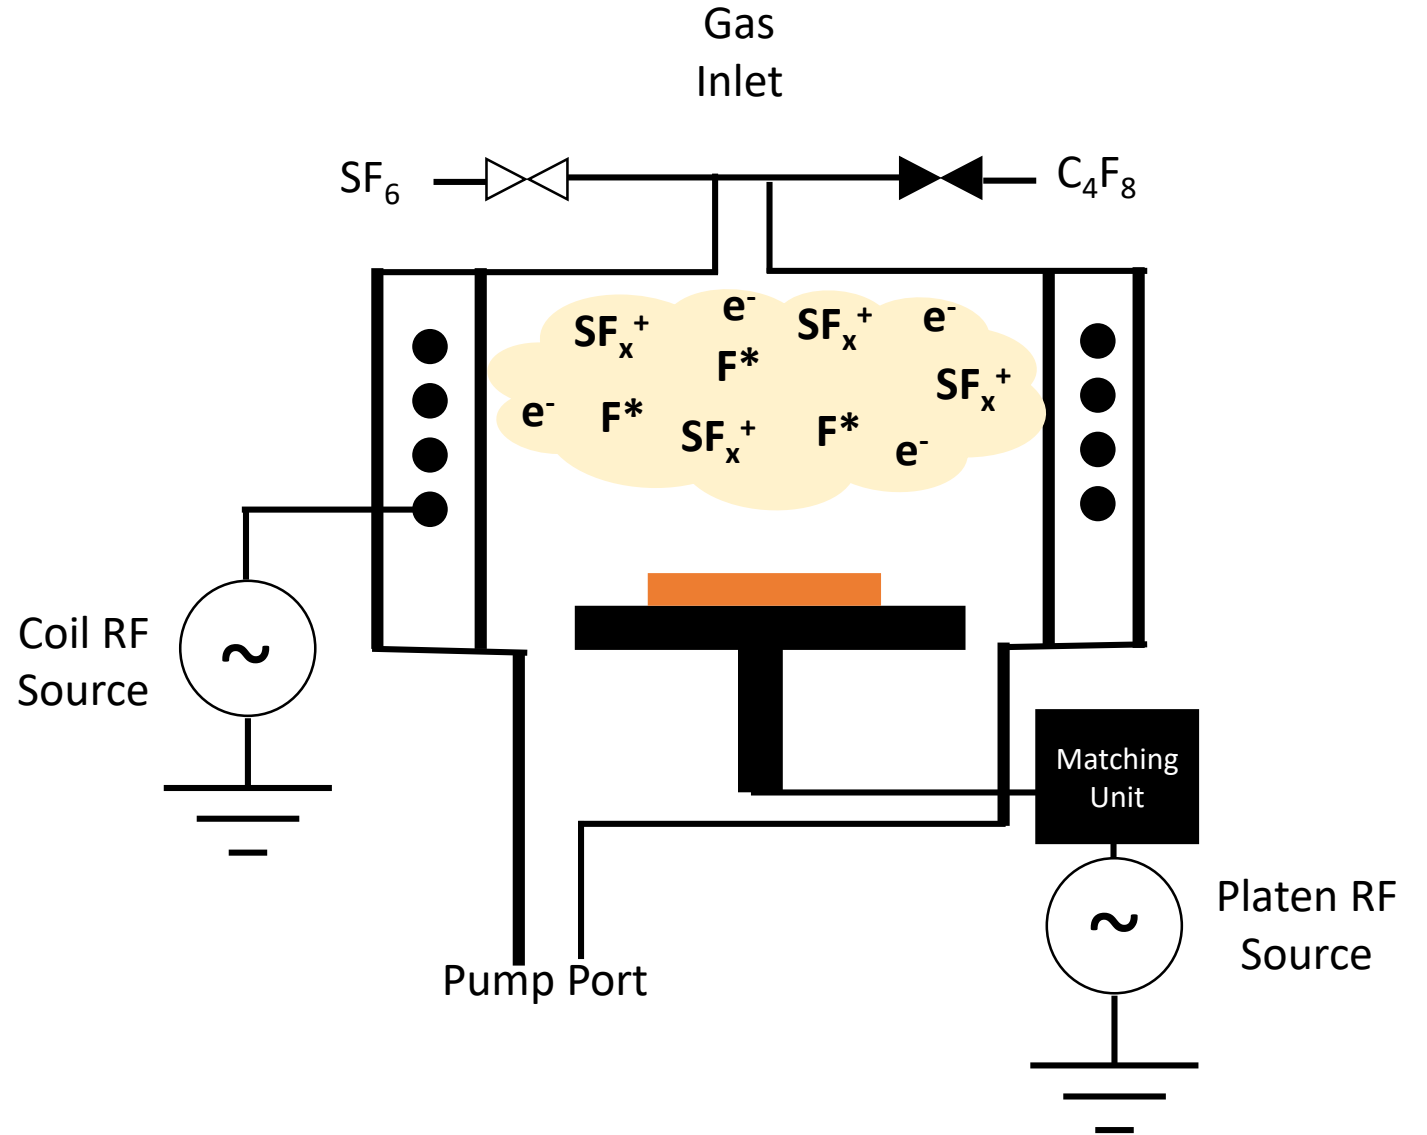 Gas
Inlet
SF₆
C₄F₈
SFₓ⁺
e⁻
SFₓ⁺
e⁻
F*
SFₓ⁺
e⁻
F*
SFₓ⁺
F*
e⁻
Coil RF
Source
~
Matching
Unit
Platen RF
Source
~
Pump Port